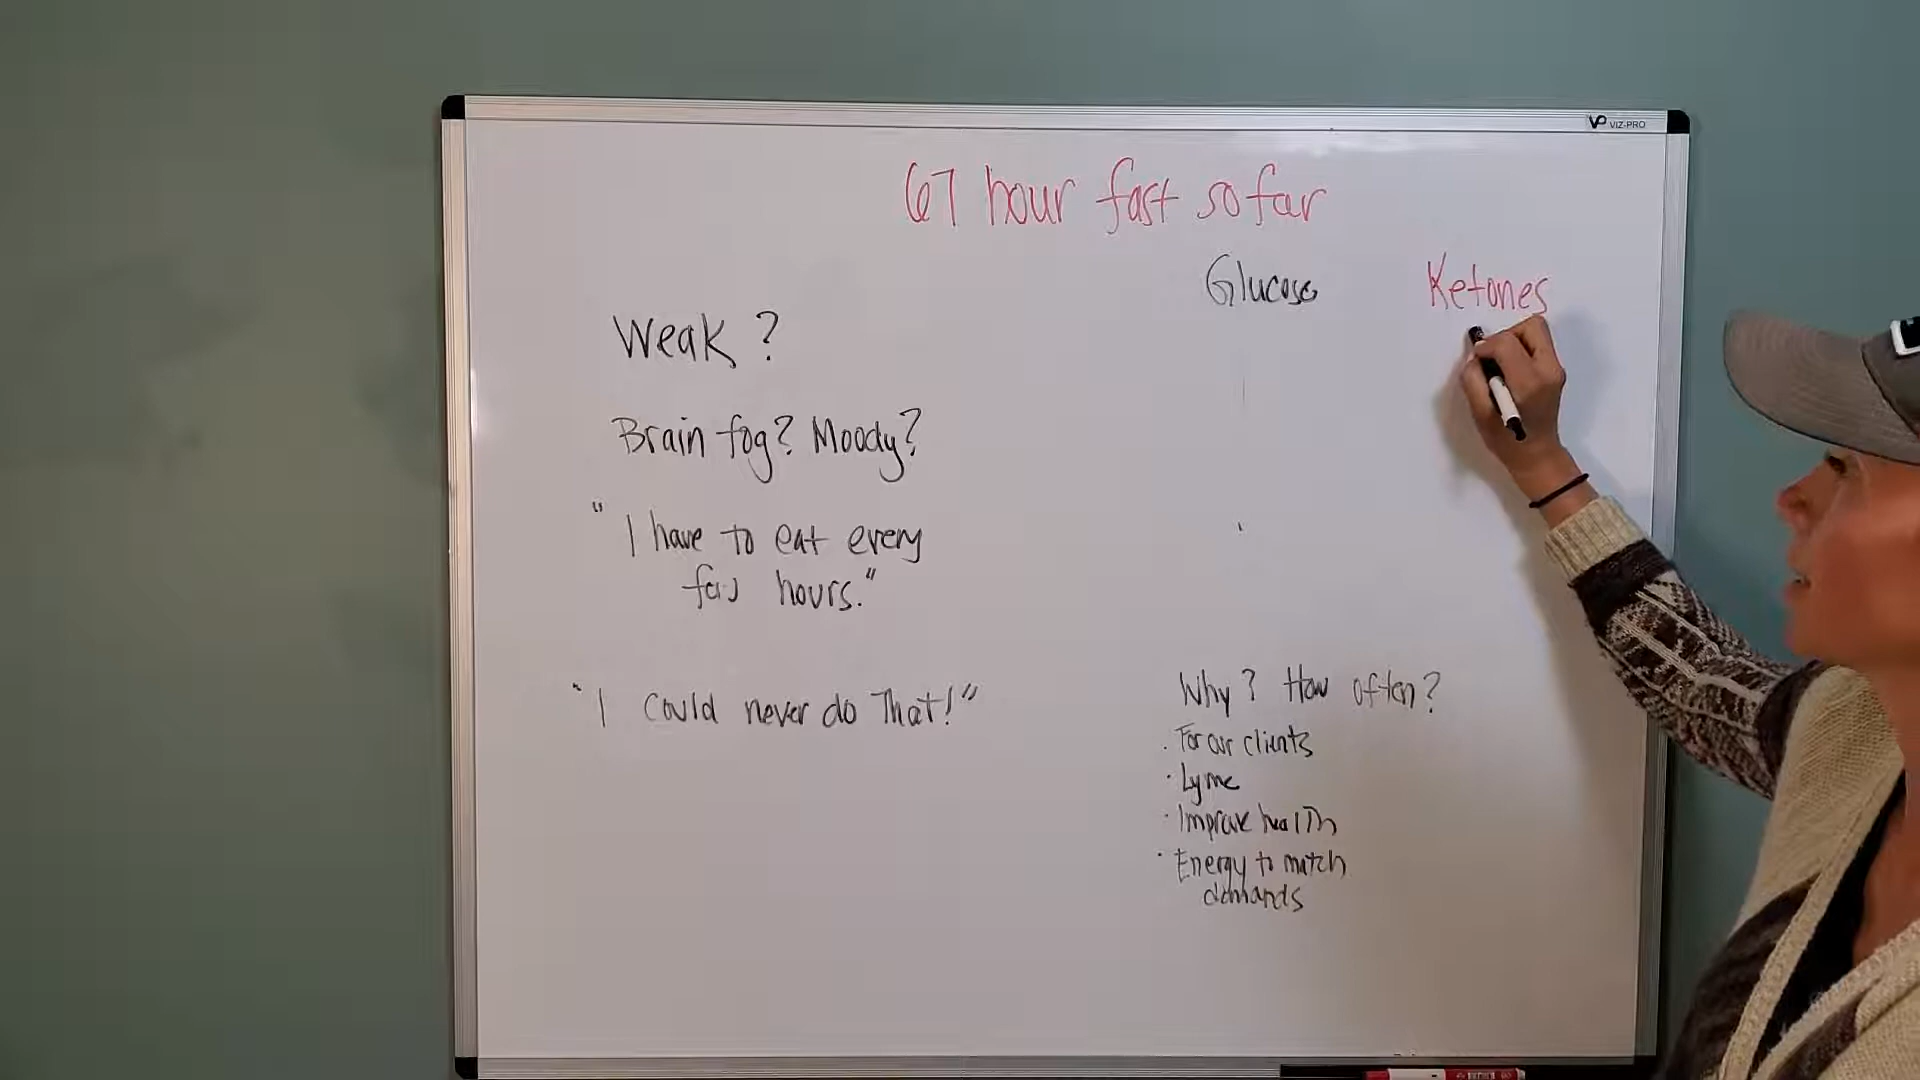 VP VIZ-PRO
67 hour fast so far
Glucose Ketones
Weak ?
Brain fog? Moody?
"I have to eat every
few hours."
"I could never do That!"
Why? How often?
. For our clients
· Lyme
· Improve health
· Energy to match
demands